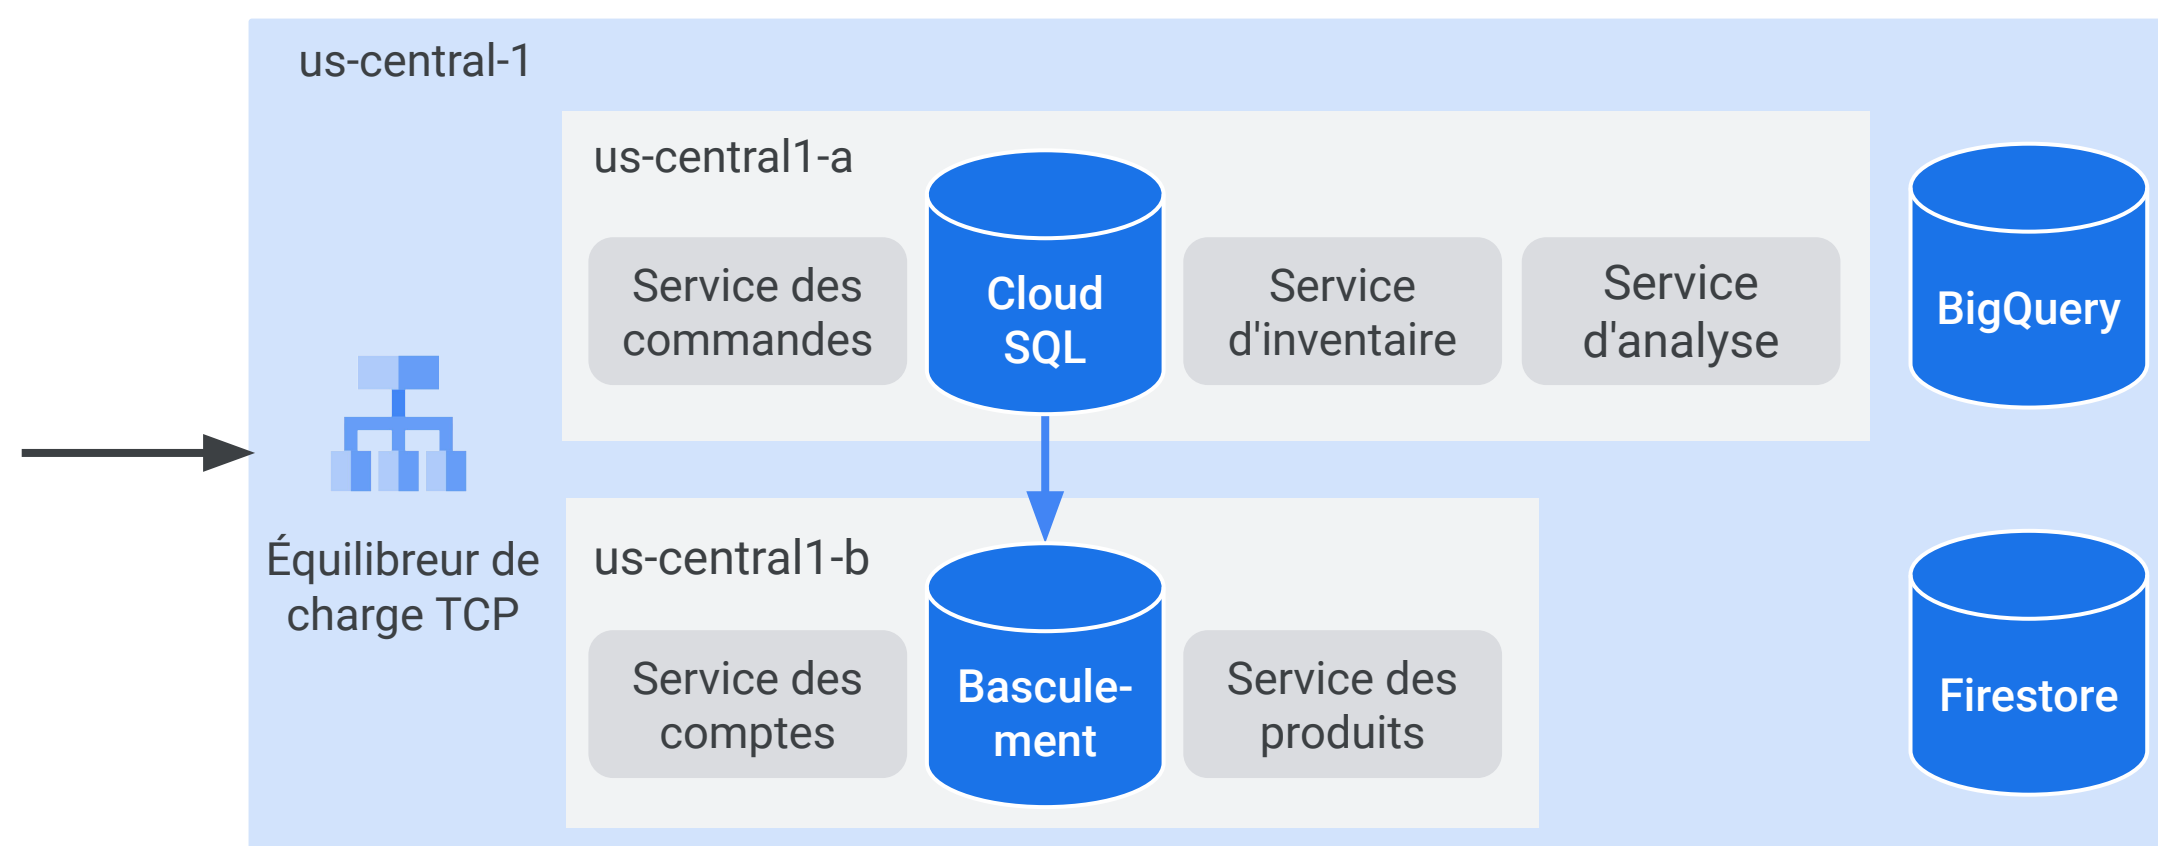 us-central-1
us-central1-a
Service des
commandes
Cloud
SQL
Service
d'inventaire
Service
d'analyse
BigQuery
Équilibreur de
charge TCP
us-central1-b
Service des
comptes
Bascule-
ment
Service des
produits
Firestore